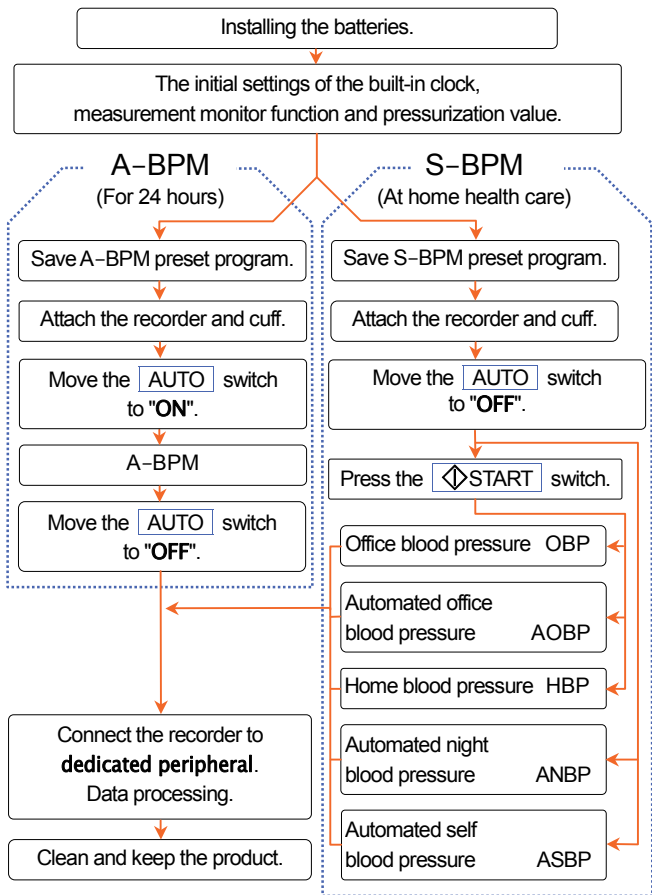 Installing the batteries.
The initial settings of the built-in clock,
measurement monitor function and pressurization value.
A-BPM
(For 24 hours)
Save A-BPM preset program.
Attach the recorder and cuff.
Move the AUTO switch
to "ON".
A-BPM
Move the AUTO switch
to "OFF".
S-BPM
(At home health care)
Save S-BPM preset program.
Attach the recorder and cuff.
Move the AUTO switch
to "OFF".
Press the START switch.
Office blood pressure OBP
Automated office
blood pressure AOBP
Home blood pressure HBP
Automated night
blood pressure ANBP
Automated self
blood pressure ASBP
Connect the recorder to
dedicated peripheral.
Data processing.
Clean and keep the product.